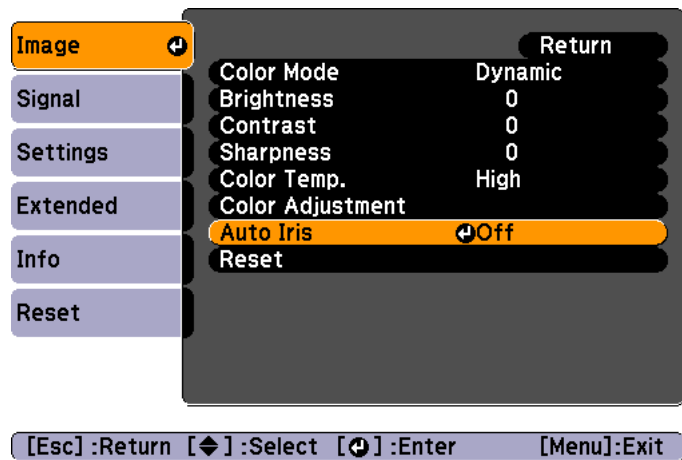 Image
Signal
Settings
Extended
Info
Reset
Return
Color Mode Dynamic
Brightness 0
Contrast 0
Sharpness 0
Color Temp. High
Color Adjustment
Auto Iris Off
Reset
[Esc] :Return [ ] :Select [ ] :Enter [Menu]:Exit